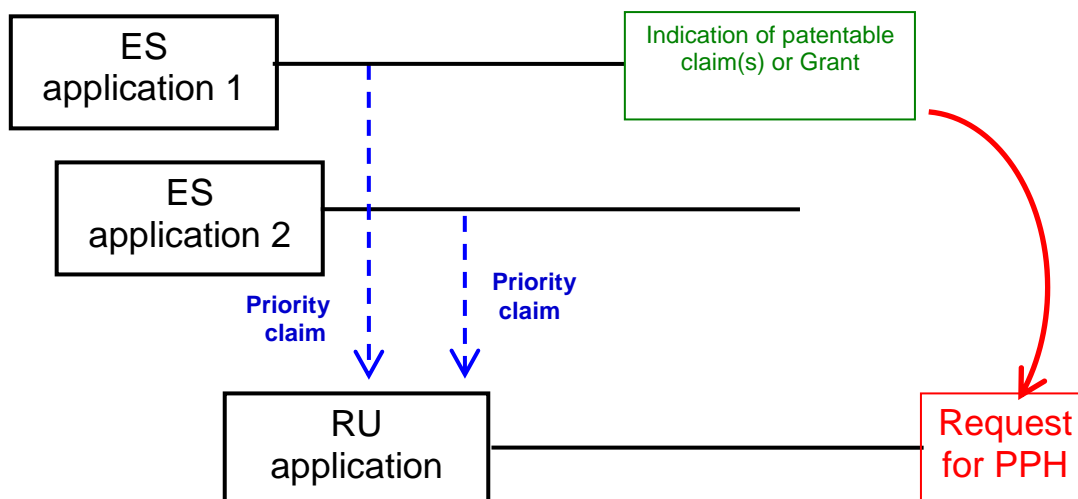 ES
application 1
Indication of patentable
claim(s) or Grant
ES
application 2
Priority
claim
Priority
claim
RU
application
Request
for PPH